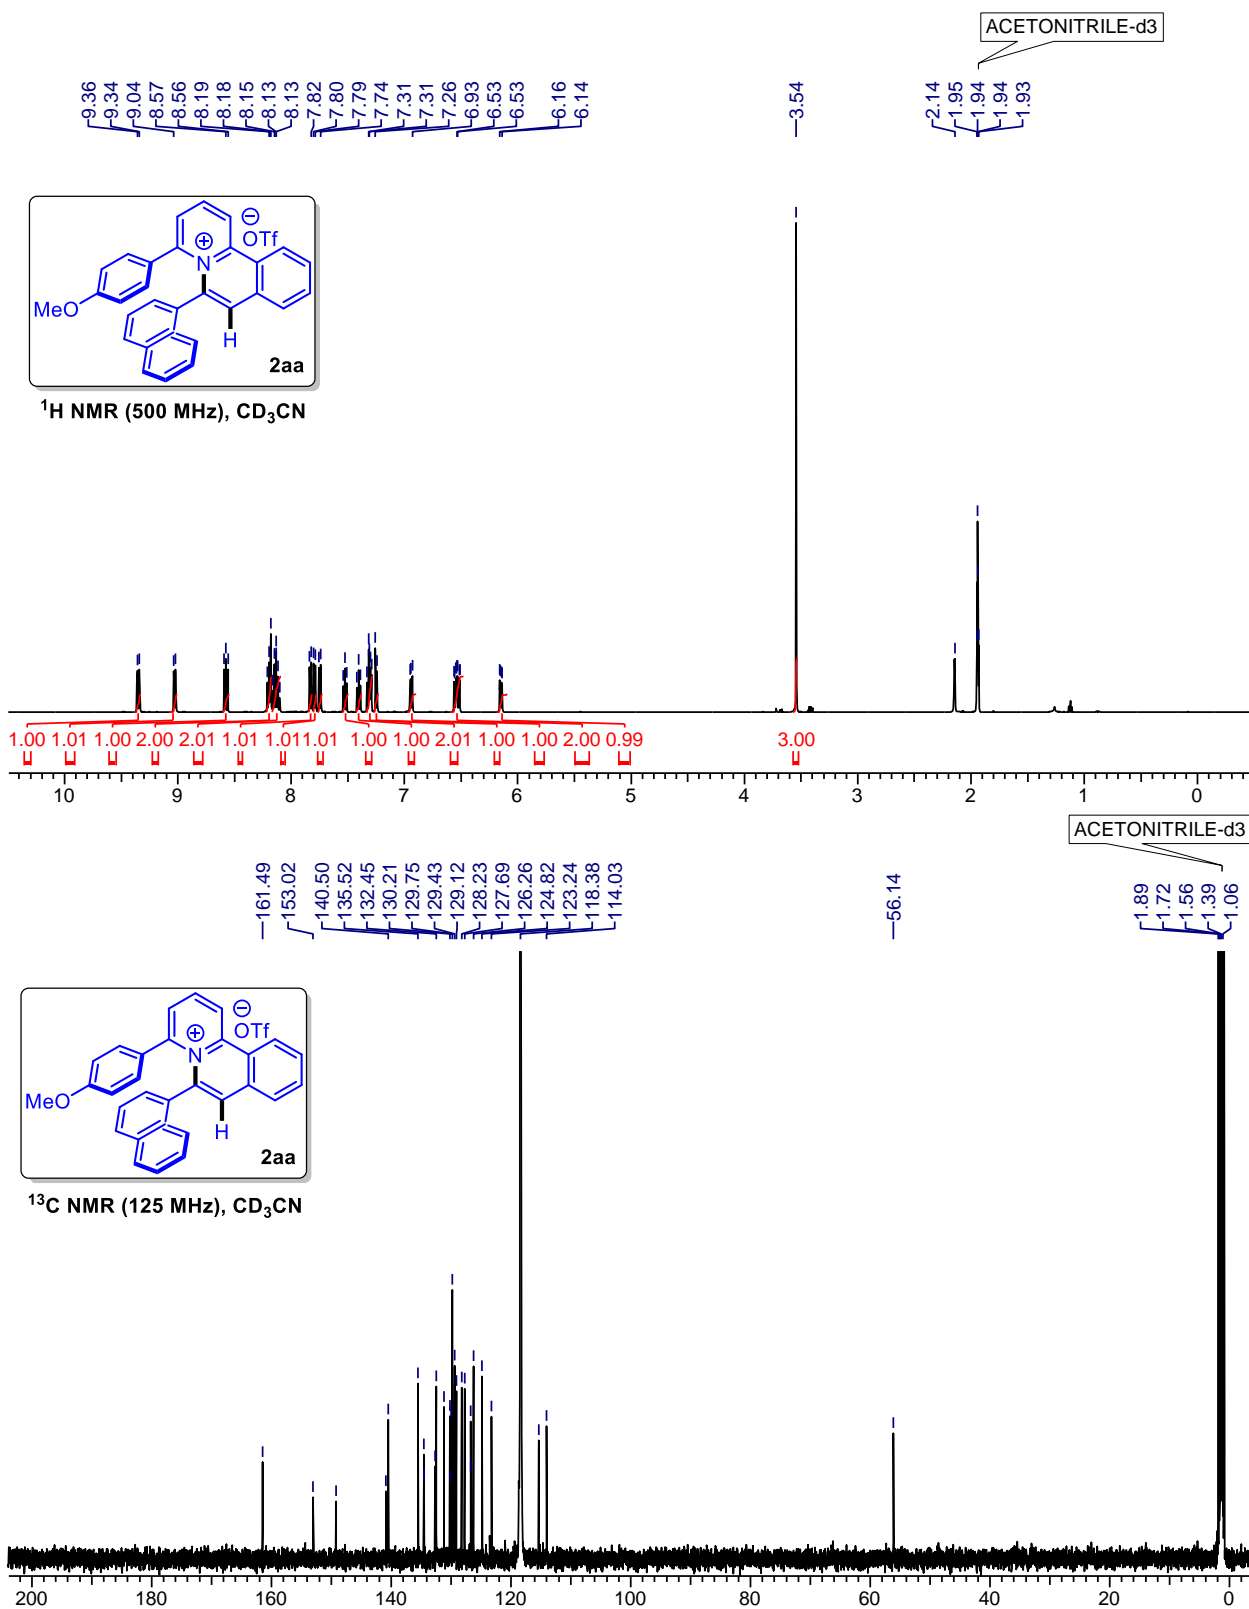 ACETONITRILE-d3
9.36 9.34 9.04 8.57 8.56 8.19 8.18 8.15 8.13 8.13 7.82 7.80 7.79 7.74 7.31 7.31 7.26 6.93 6.53 6.53 6.16 6.14 3.54 2.14 1.95 1.94 1.94 1.93
⊖
OTf
⊕
N
MeO
H
2aa
¹H NMR (500 MHz), CD₃CN
1.00 1.01 1.00 2.00 2.01 1.01 1.01 1.01 1.00 1.00 2.01 1.00 1.00 2.00 0.99 3.00
10 9 8 7 6 5 4 3 2 1 0
ACETONITRILE-d3
161.49 153.02 140.50 135.52 132.45 130.21 129.75 129.43 129.12 128.23 127.69 126.26 124.82 123.24 118.38 114.03 56.14 1.89 1.72 1.56 1.39 1.06
⊖
OTf
⊕
N
MeO
H
2aa
¹³C NMR (125 MHz), CD₃CN
200 180 160 140 120 100 80 60 40 20 0